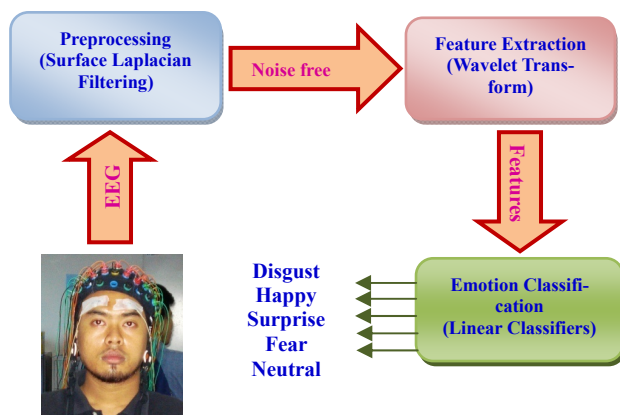 Preprocessing
(Surface Laplacian
Filtering)
Noise free
Feature Extraction
(Wavelet Trans-
form)
EEG
Features
Disgust
Happy
Surprise
Fear
Neutral
Emotion Classifi-
cation
(Linear Classifiers)